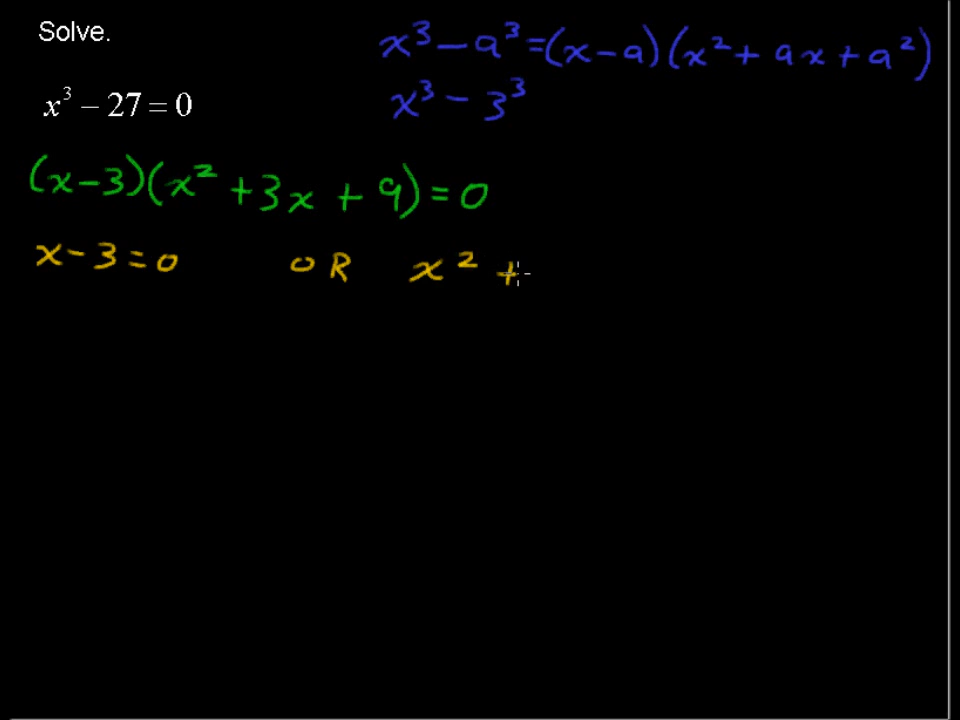 Solve.
x³ - a³ = (x - a)(x² + ax + a²)
x³ − 27 = 0
x³ - 3³
(x - 3)(x² + 3x + 9) = 0
x - 3 = 0 OR x² +